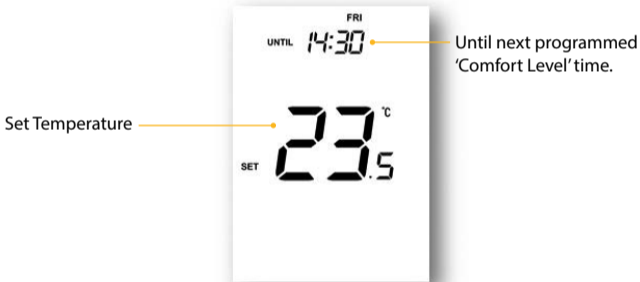 FRI
UNTIL 14:30
Until next programmed
'Comfort Level' time.
Set Temperature
SET 23.5 °C